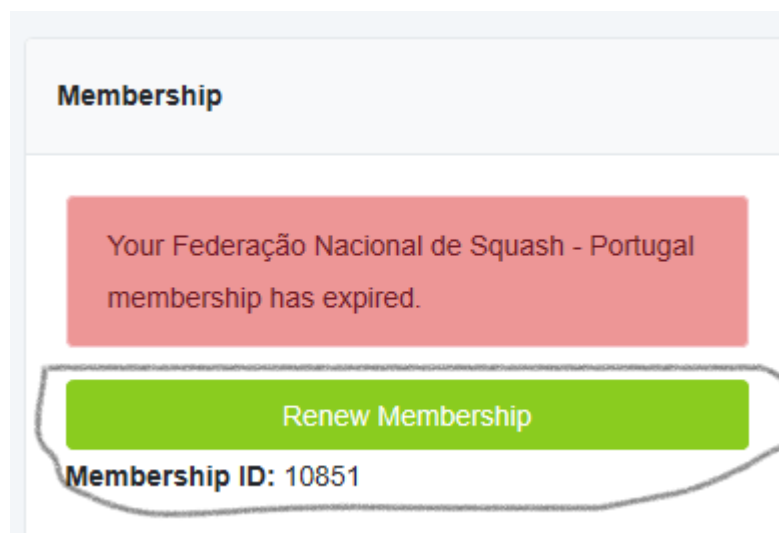 Membership
Your Federação Nacional de Squash - Portugal
membership has expired.
Renew Membership
Membership ID: 10851